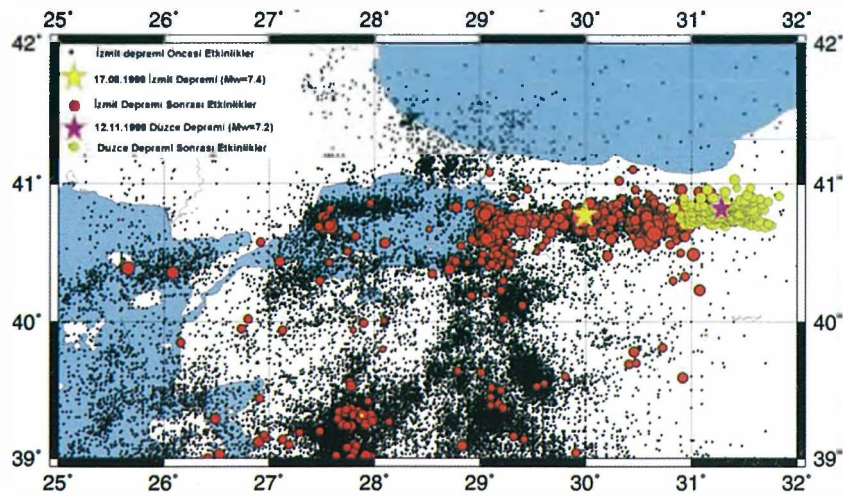 25° 26° 27° 28° 29° 30° 31° 32°
42° 42°
İzmit depremi Öncesi Etkinlikler
17.08.1999 İzmit Depremi (Mw=7.4)
İzmit Depremi Sonrası Etkinlikler
12.11.1999 Düzce Depremi (Mw=7.2)
Düzce Depremi Sonrası Etkinlikler
41° 41°
40° 40°
39° 39°
25° 26° 27° 28° 29° 30° 31° 32°